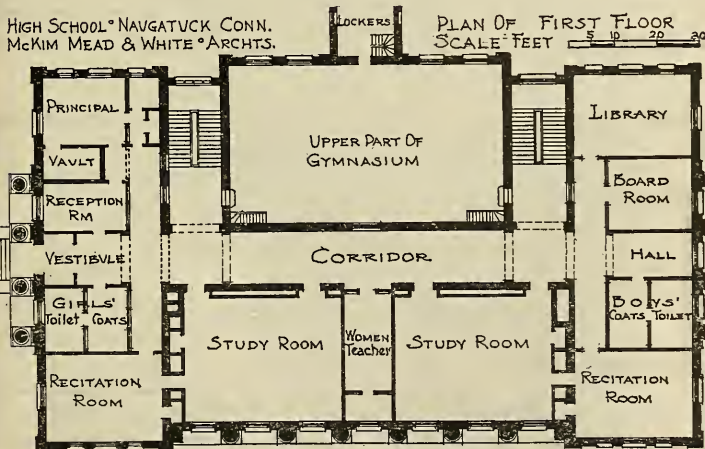 HIGH SCHOOL • NAUGATUCK CONN.
McKIM MEAD & WHITE • ARCHTS.
LOCKERS
PLAN OF FIRST FLOOR
SCALE FEET 5 10 20 30
PRINCIPAL
VAULT
RECEPTION
RM
VESTIBULE
GIRLS'
TOILET COATS
RECITATION
ROOM
UPPER PART OF
GYMNASIUM
CORRIDOR
STUDY ROOM
WOMEN
TEACHER
STUDY ROOM
LIBRARY
BOARD
ROOM
HALL
BOYS'
COATS TOILET
RECITATION
ROOM